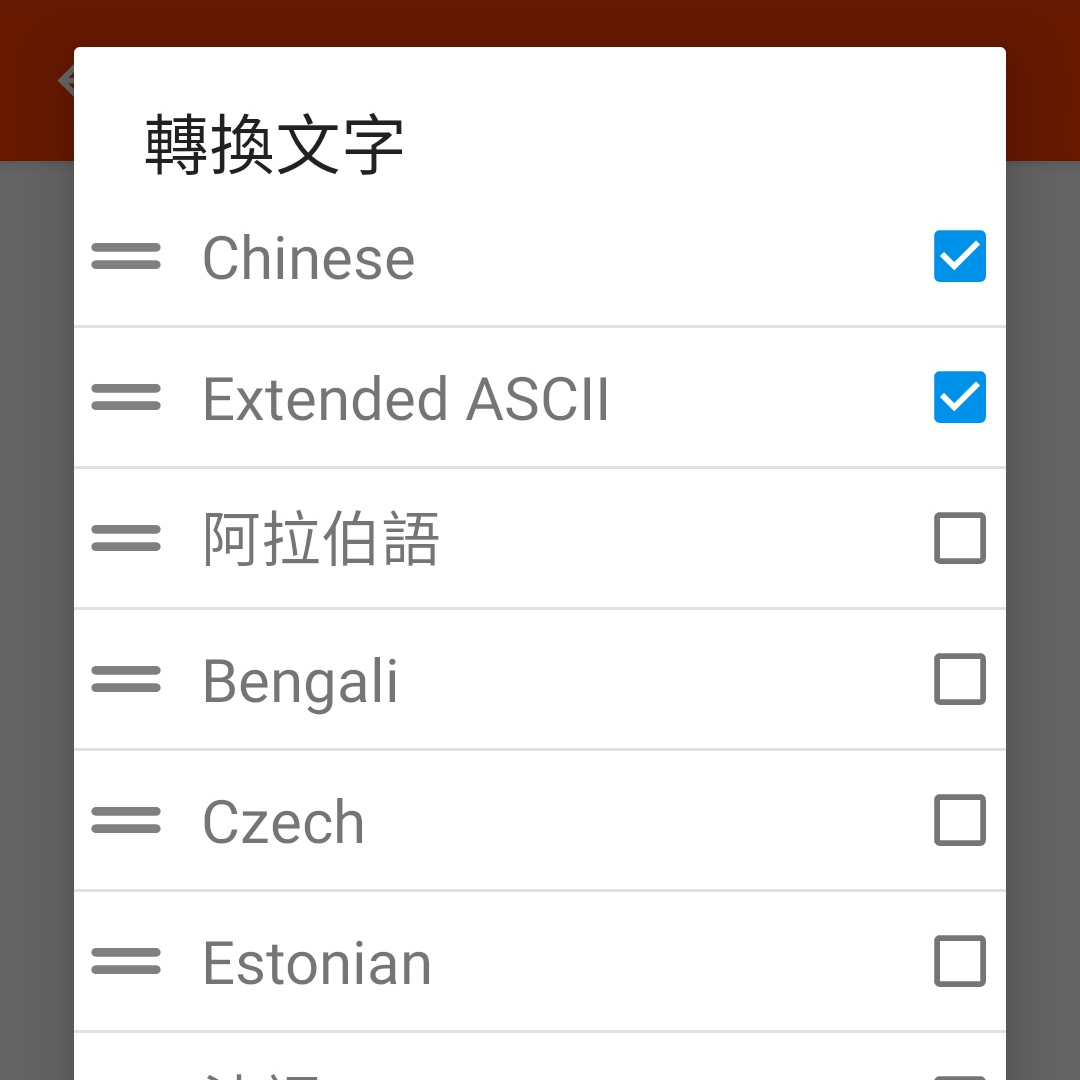 轉換文字
Chinese
Extended ASCII
阿拉伯語
Bengali
Czech
Estonian